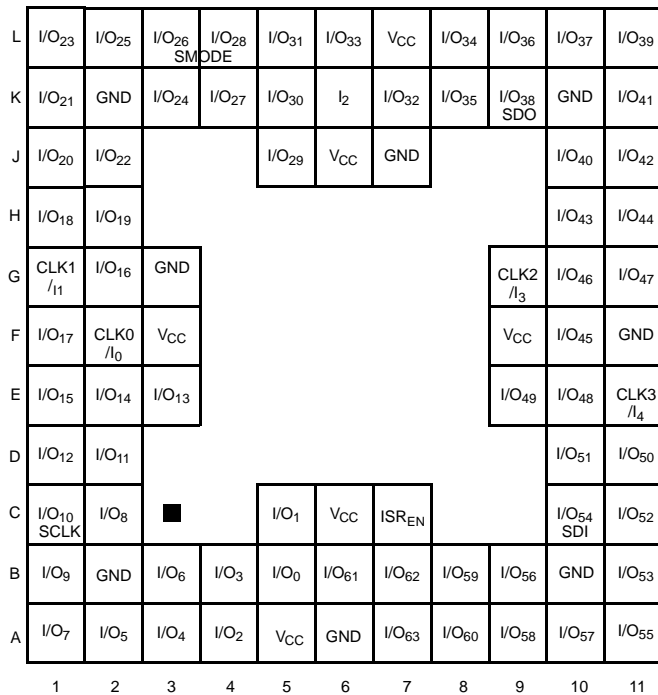 L I/O23 I/O25 I/O26 I/O28 I/O31 I/O33 VCC I/O34 I/O36 I/O37 I/O39
SMODE
K I/O21 GND I/O24 I/O27 I/O30 I2 I/O32 I/O35 I/O38 GND I/O41
SDO
J I/O20 I/O22 I/O29 VCC GND I/O40 I/O42
H I/O18 I/O19 I/O43 I/O44
G CLK1 I/O16 GND CLK2 I/O46 I/O47
/I1 /I3
F I/O17 CLK0 VCC VCC I/O45 GND
/I0
E I/O15 I/O14 I/O13 I/O49 I/O48 CLK3
/I4
D I/O12 I/O11 I/O51 I/O50
C I/O10 I/O8 I/O1 VCC ISREN I/O54 I/O52
SCLK SDI
B I/O9 GND I/O6 I/O3 I/O0 I/O61 I/O62 I/O59 I/O56 GND I/O53
A I/O7 I/O5 I/O4 I/O2 VCC GND I/O63 I/O60 I/O58 I/O57 I/O55
1 2 3 4 5 6 7 8 9 10 11